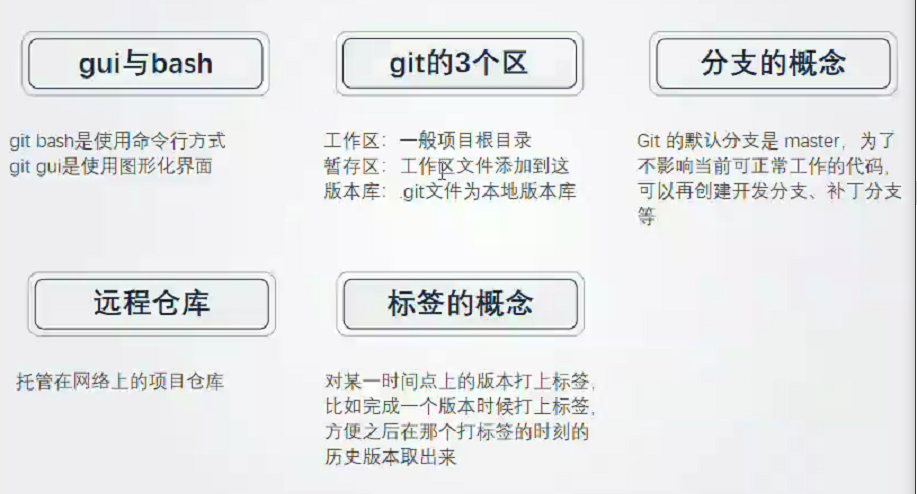 gui与bash
git bash是使用命令行方式
git gui是使用图形化界面
git的3个区
工作区：一般项目根目录
暂存区：工作区文件添加到这
版本库：.git文件为本地版本库
分支的概念
Git 的默认分支是 master，为了
不影响当前可正常工作的代码，
可以再创建开发分支、补丁分支
等
远程仓库
托管在网络上的项目仓库
标签的概念
对某一时间点上的版本打上标签，
比如完成一个版本时候打上标签，
方便之后在那个打标签的时刻的
历史版本取出来